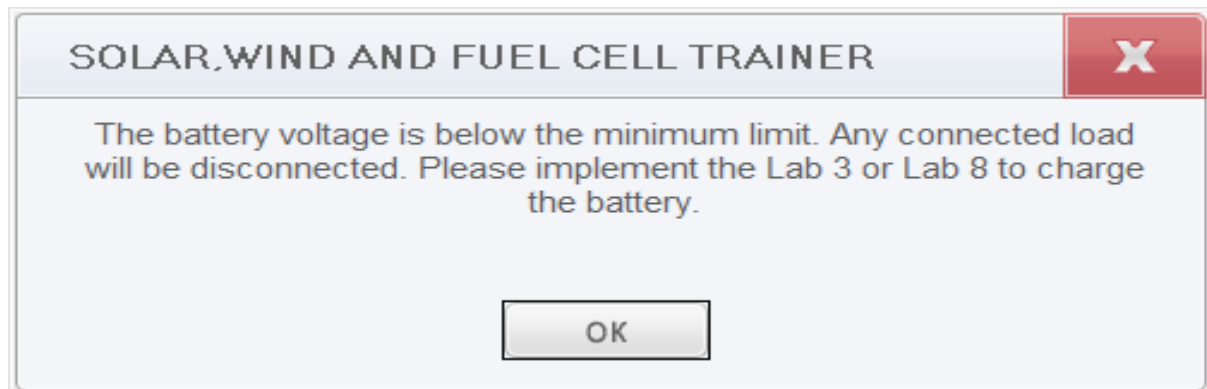 SOLAR,WIND AND FUEL CELL TRAINER
X
The battery voltage is below the minimum limit. Any connected load
will be disconnected. Please implement the Lab 3 or Lab 8 to charge
the battery.
OK